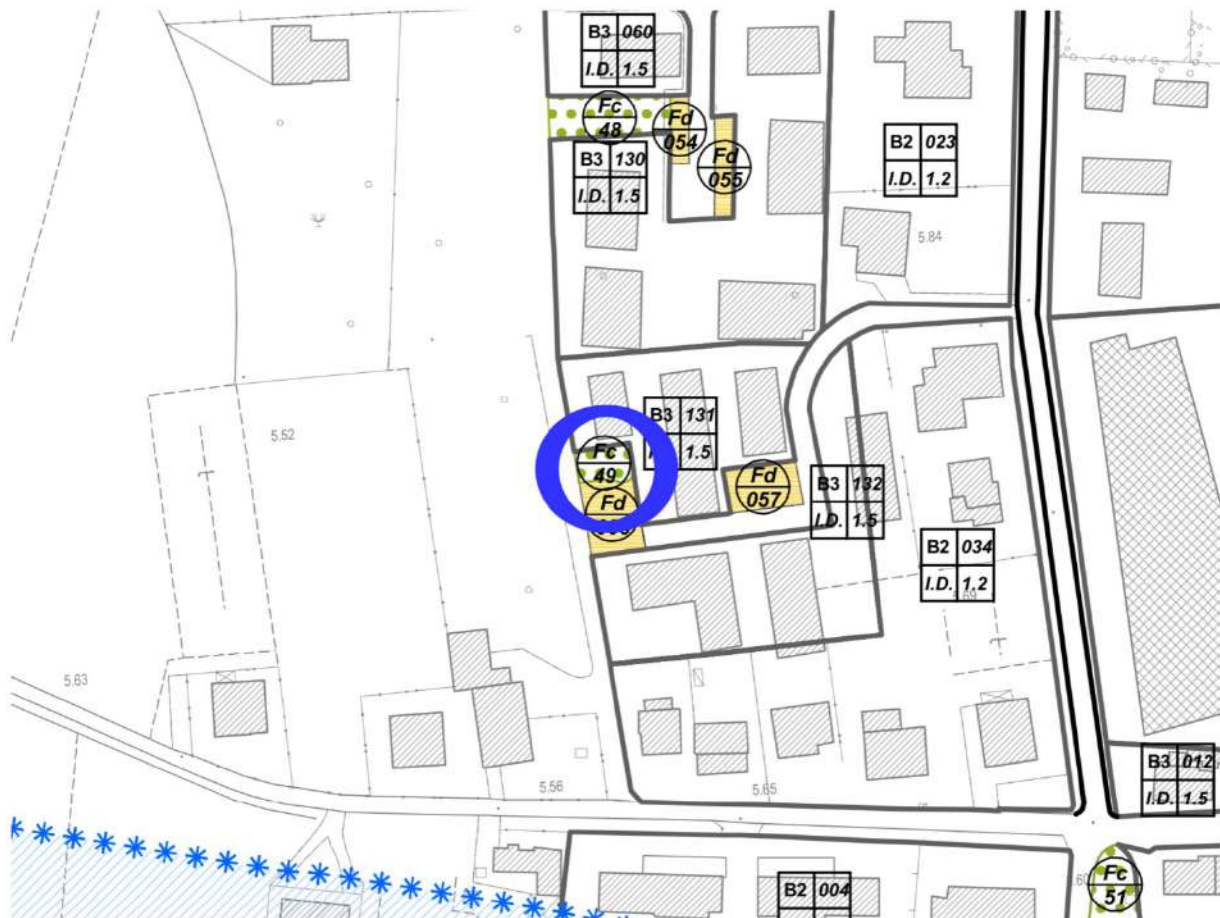 B3 060
I.D. 1.5
Fc
48
Fd
054
Fd
055
B3 130
I.D. 1.5
B2 023
I.D. 1.2
5.84
5.52
B3 131
1.5
Fc
49
Fd
Fd
057
B3 132
I.D. 1.5
B2 034
I.D. 1.2
5.63
5.56
5.65
B3 012
I.D. 1.5
B2 004
Fc
51